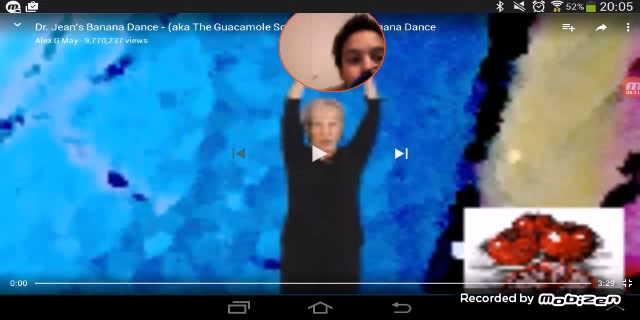 52% 20:05
Dr. Jean's Banana Dance - (aka The Guacamole So nana Dance
Alex G May · 9,770,237 views
0:00
3:29
Recorded by mobizen